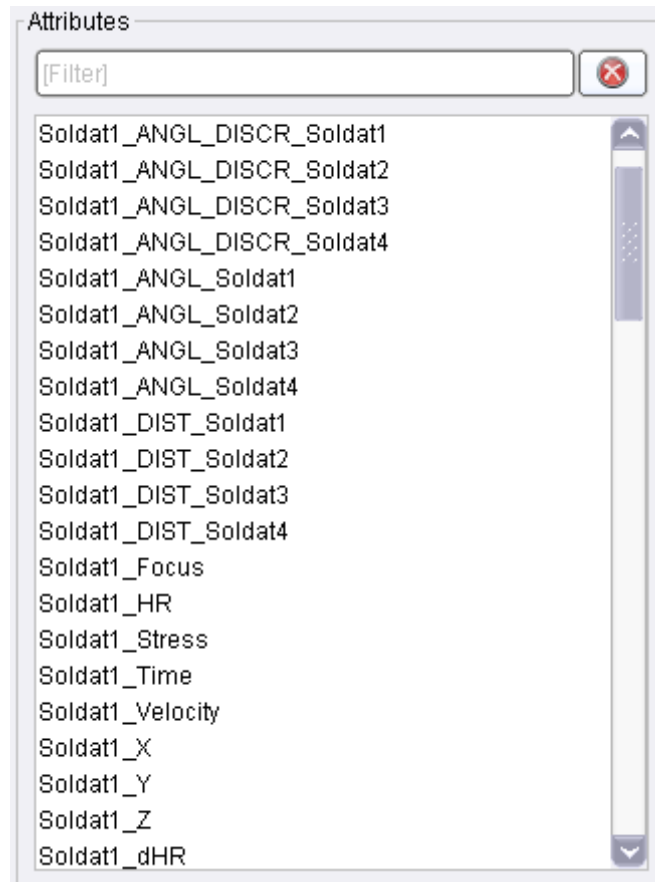 Attributes
[Filter]
Soldat1_ANGL_DISCR_Soldat1
Soldat1_ANGL_DISCR_Soldat2
Soldat1_ANGL_DISCR_Soldat3
Soldat1_ANGL_DISCR_Soldat4
Soldat1_ANGL_Soldat1
Soldat1_ANGL_Soldat2
Soldat1_ANGL_Soldat3
Soldat1_ANGL_Soldat4
Soldat1_DIST_Soldat1
Soldat1_DIST_Soldat2
Soldat1_DIST_Soldat3
Soldat1_DIST_Soldat4
Soldat1_Focus
Soldat1_HR
Soldat1_Stress
Soldat1_Time
Soldat1_Velocity
Soldat1_X
Soldat1_Y
Soldat1_Z
Soldat1_dHR